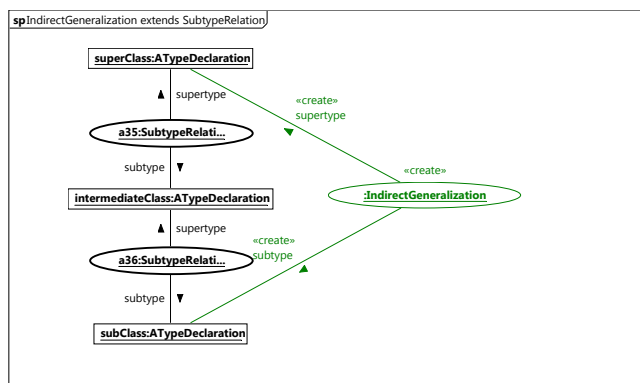 sp IndirectGeneralization extends SubtypeRelation
superClass:ATypeDeclaration
supertype
«create»
supertype
a35:SubtypeRelati...
subtype
«create»
intermediateClass:ATypeDeclaration
:IndirectGeneralization
supertype
«create»
subtype
a36:SubtypeRelati...
subtype
subClass:ATypeDeclaration